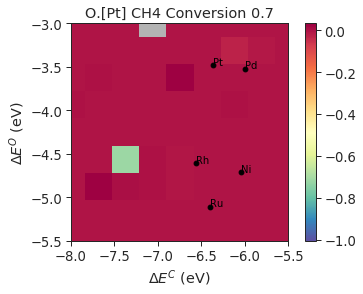 O.[Pt] CH4 Conversion 0.7
−3.0
−3.5
−4.0
−4.5
−5.0
−5.5
ΔE^O (eV)
Pt
Pd
Rh
Ni
Ru
−8.0 −7.5 −7.0 −6.5 −6.0 −5.5
ΔE^C (eV)
0.0
−0.2
−0.4
−0.6
−0.8
−1.0